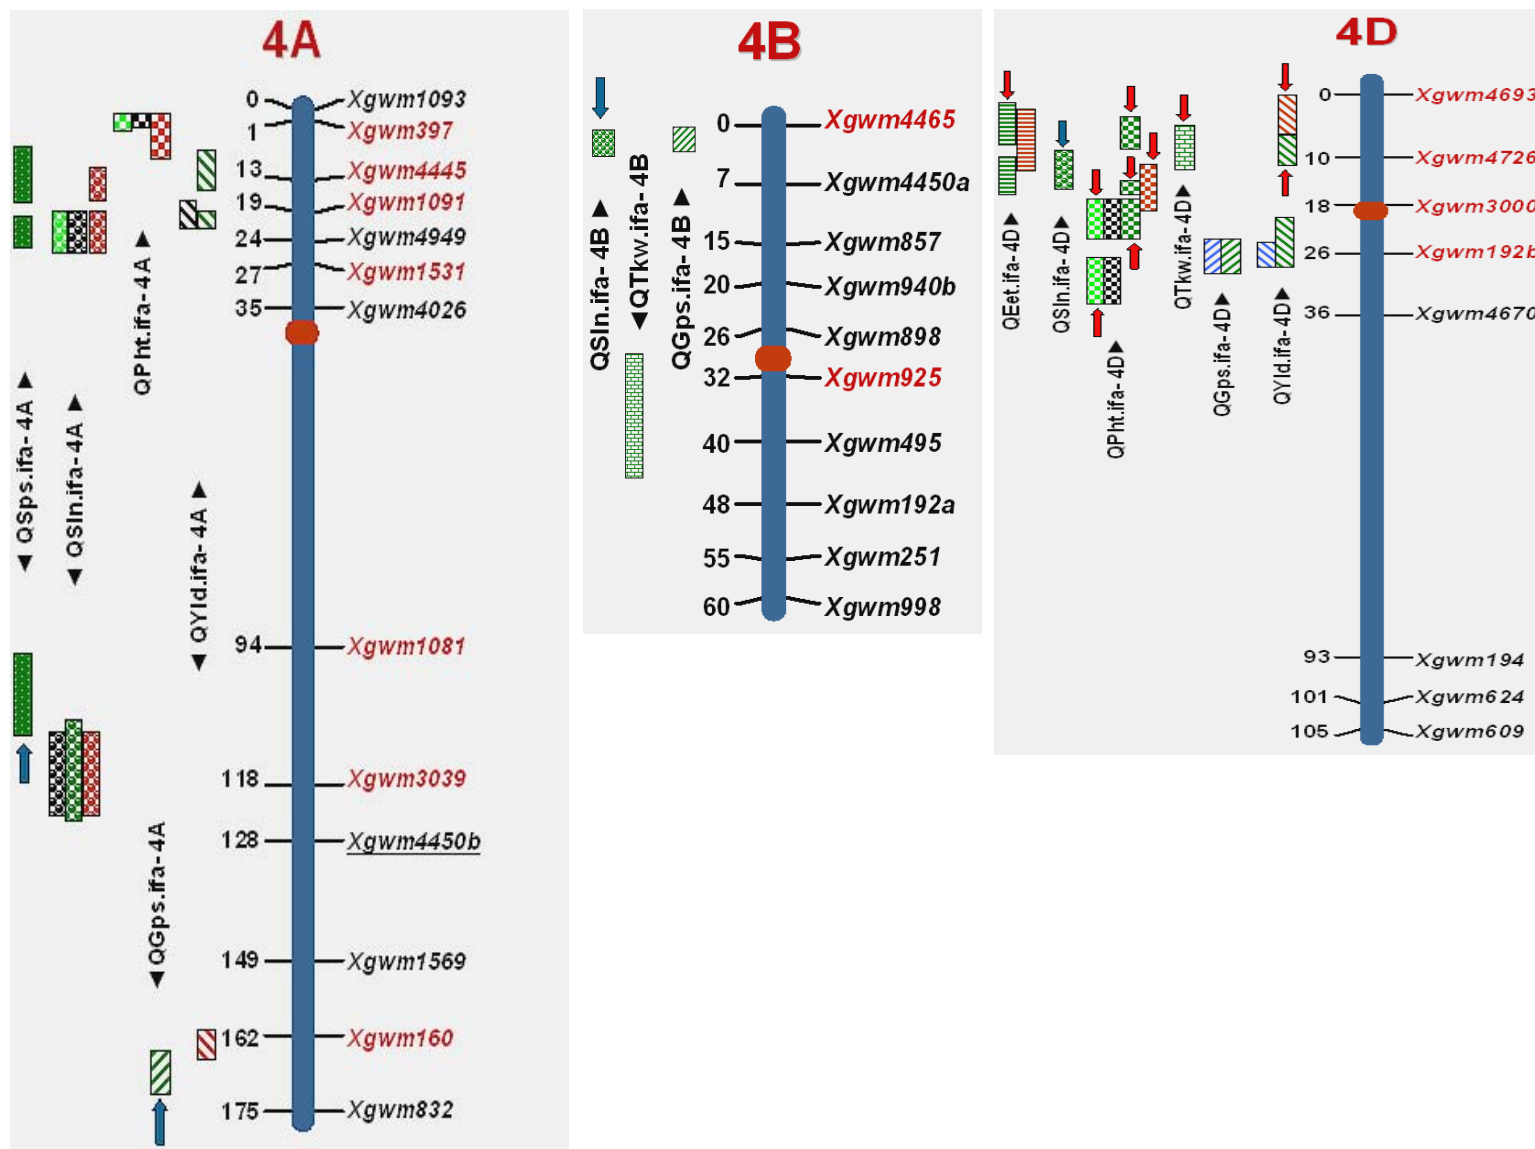 4A
0 Xgwm1093
1 Xgwm397
13 Xgwm4445
19 Xgwm1091
24 Xgwm4949
27 Xgwm1531
35 Xgwm4026
94 Xgwm1081
118 Xgwm3039
128 Xgwm4450b
149 Xgwm1569
162 Xgwm160
175 Xgwm832
◄ QSps.ifa-4A ►
◄ QSln.ifa-4A ►
QPht.ifa-4A ►
◄ QYld.ifa-4A ►
◄ QGps.ifa-4A
4B
0 Xgwm4465
7 Xgwm4450a
15 Xgwm857
20 Xgwm940b
26 Xgwm898
32 Xgwm925
40 Xgwm495
48 Xgwm192a
55 Xgwm251
60 Xgwm998
QSln.ifa-4B ►
◄QTkw.ifa-4B
QGps.ifa-4B ►
4D
0 Xgwm4693
10 Xgwm4726
18 Xgwm3000
26 Xgwm192b
36 Xgwm4670
93 Xgwm194
101 Xgwm624
105 Xgwm609
QEet.ifa-4D►
QSln.ifa-4D►
QPht.ifa-4D►
QTkw.ifa-4D►
QGps.ifa-4D►
QYld.ifa-4D►